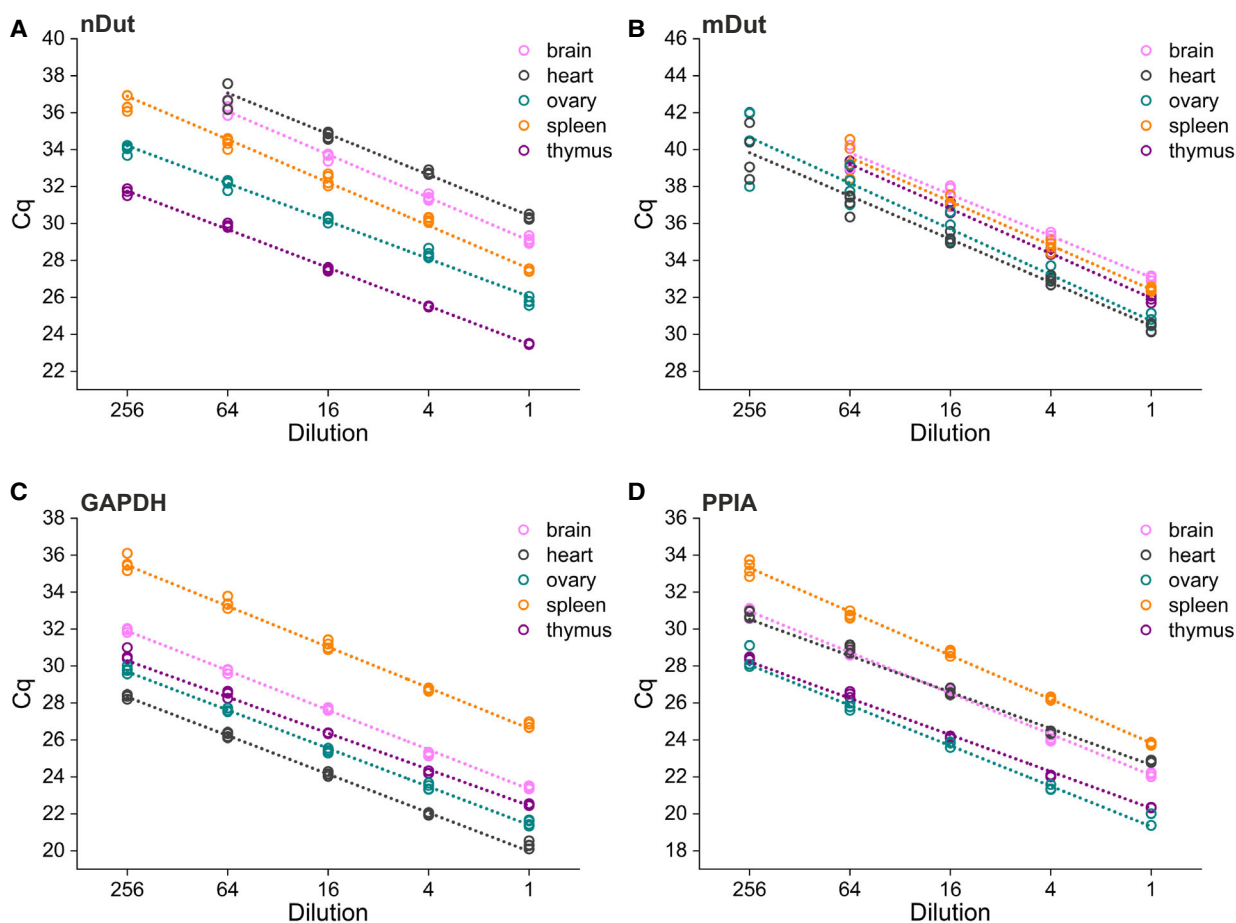 A nDut
40
38
36
34
32
30
28
26
24
22
Cq
256 64 16 4 1
Dilution
brain
heart
ovary
spleen
thymus
B mDut
46
44
42
40
38
36
34
32
30
28
Cq
256 64 16 4 1
Dilution
brain
heart
ovary
spleen
thymus
C GAPDH
38
36
34
32
30
28
26
24
22
20
Cq
256 64 16 4 1
Dilution
brain
heart
ovary
spleen
thymus
D PPIA
36
34
32
30
28
26
24
22
20
18
Cq
256 64 16 4 1
Dilution
brain
heart
ovary
spleen
thymus